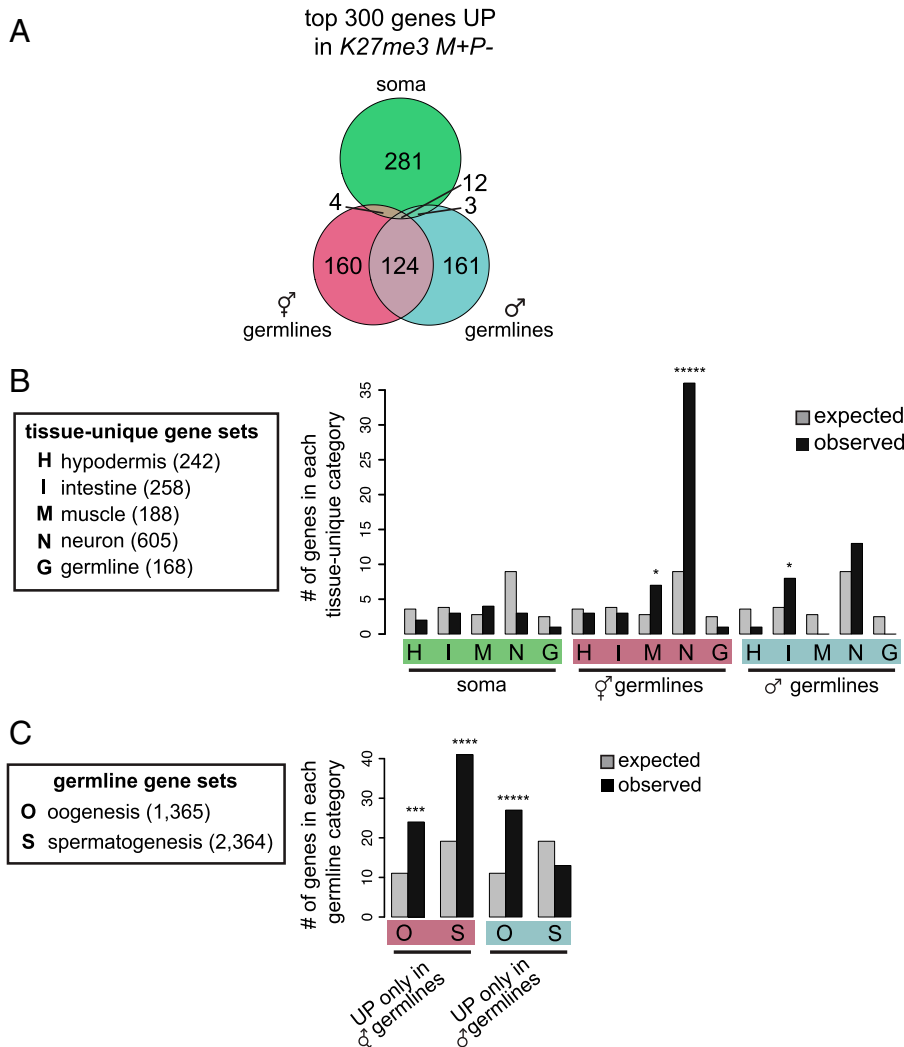 A
top 300 genes UP
in K27me3 M+P-
soma
281
12
4
3
160
124
161
⚥
germlines
♂
germlines
B
tissue-unique gene sets
H hypodermis (242)
I intestine (258)
M muscle (188)
N neuron (605)
G germline (168)
# of genes in each
tissue-unique category
0
5
10
15
20
25
30
35
*****
*
*
expected
observed
H I M N G
H I M N G
H I M N G
soma
⚥ germlines
♂ germlines
C
germline gene sets
O oogenesis (1,365)
S spermatogenesis (2,364)
# of genes in each
germline category
0
10
20
30
40
***
****
*****
expected
observed
O S
O S
UP only in
⚥ germlines
UP only in
♂ germlines